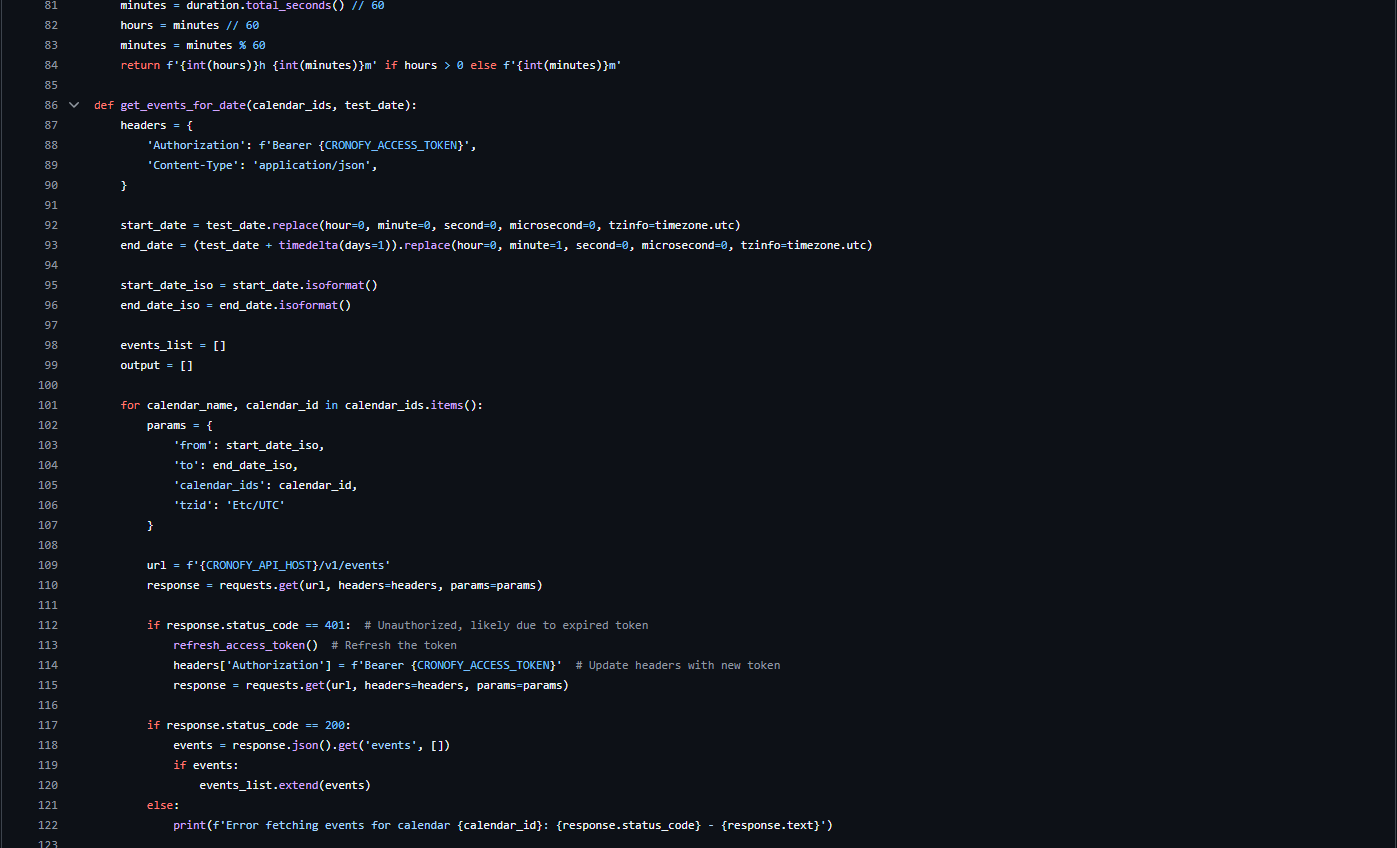 81 minutes = duration.total_seconds() // 60
82 hours = minutes // 60
83 minutes = minutes % 60
84 return f'{int(hours)}h {int(minutes)}m' if hours > 0 else f'{int(minutes)}m'
85
86 def get_events_for_date(calendar_ids, test_date):
87 headers = {
88 'Authorization': f'Bearer {CRONOFY_ACCESS_TOKEN}',
89 'Content-Type': 'application/json',
90 }
91
92 start_date = test_date.replace(hour=0, minute=0, second=0, microsecond=0, tzinfo=timezone.utc)
93 end_date = (test_date + timedelta(days=1)).replace(hour=0, minute=1, second=0, microsecond=0, tzinfo=timezone.utc)
94
95 start_date_iso = start_date.isoformat()
96 end_date_iso = end_date.isoformat()
97
98 events_list = []
99 output = []
100
101 for calendar_name, calendar_id in calendar_ids.items():
102 params = {
103 'from': start_date_iso,
104 'to': end_date_iso,
105 'calendar_ids': calendar_id,
106 'tzid': 'Etc/UTC'
107 }
108
109 url = f'{CRONOFY_API_HOST}/v1/events'
110 response = requests.get(url, headers=headers, params=params)
111
112 if response.status_code == 401:  # Unauthorized, likely due to expired token
113 refresh_access_token()  # Refresh the token
114 headers['Authorization'] = f'Bearer {CRONOFY_ACCESS_TOKEN}'  # Update headers with new token
115 response = requests.get(url, headers=headers, params=params)
116
117 if response.status_code == 200:
118 events = response.json().get('events', [])
119 if events:
120 events_list.extend(events)
121 else:
122 print(f'Error fetching events for calendar {calendar_id}: {response.status_code} - {response.text}')
123